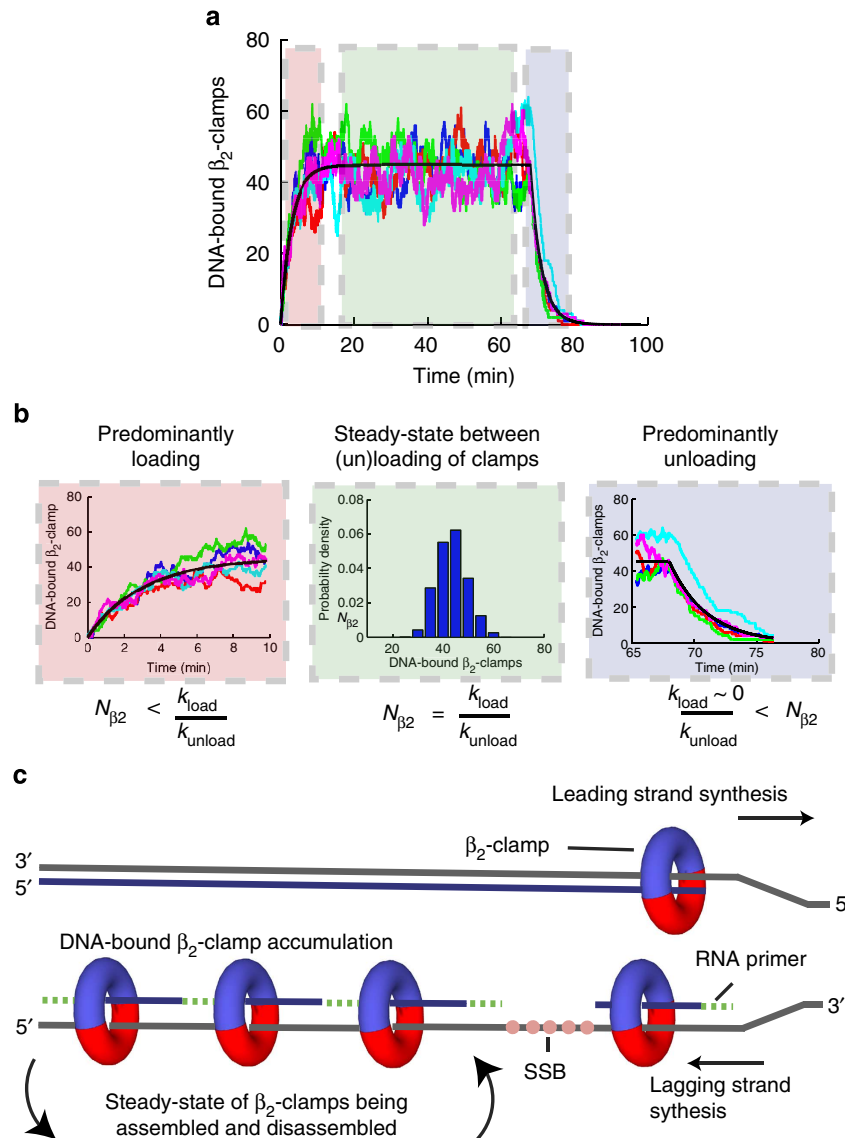 a
DNA-bound β2-clamps
80
60
40
20
0
0 20 40 60 80 100
Time (min)
b
Predominantly
loading
Steady-state between
(un)loading of clamps
Predominantly
unloading
DNA-bound β2-clamp
80
60
40
20
0
0 2 4 6 8 10
Time (min)
Nβ2 < kload
kunload
Probability density
Nβ2
0.08
0.06
0.04
0.02
0
20 40 60 80
DNA-bound β2-clamps
Nβ2 = kload
kunload
DNA-bound β2-clamps
80
60
40
20
0
65 70 75 80
Time (min)
kload ~ 0
kunload < Nβ2
c
Leading strand synthesis
β2-clamp
3′
5′
5′
DNA-bound β2-clamp accumulation
RNA primer
5′
3′
SSB
Lagging strand
sythesis
Steady-state of β2-clamps being
assembled and disassembled